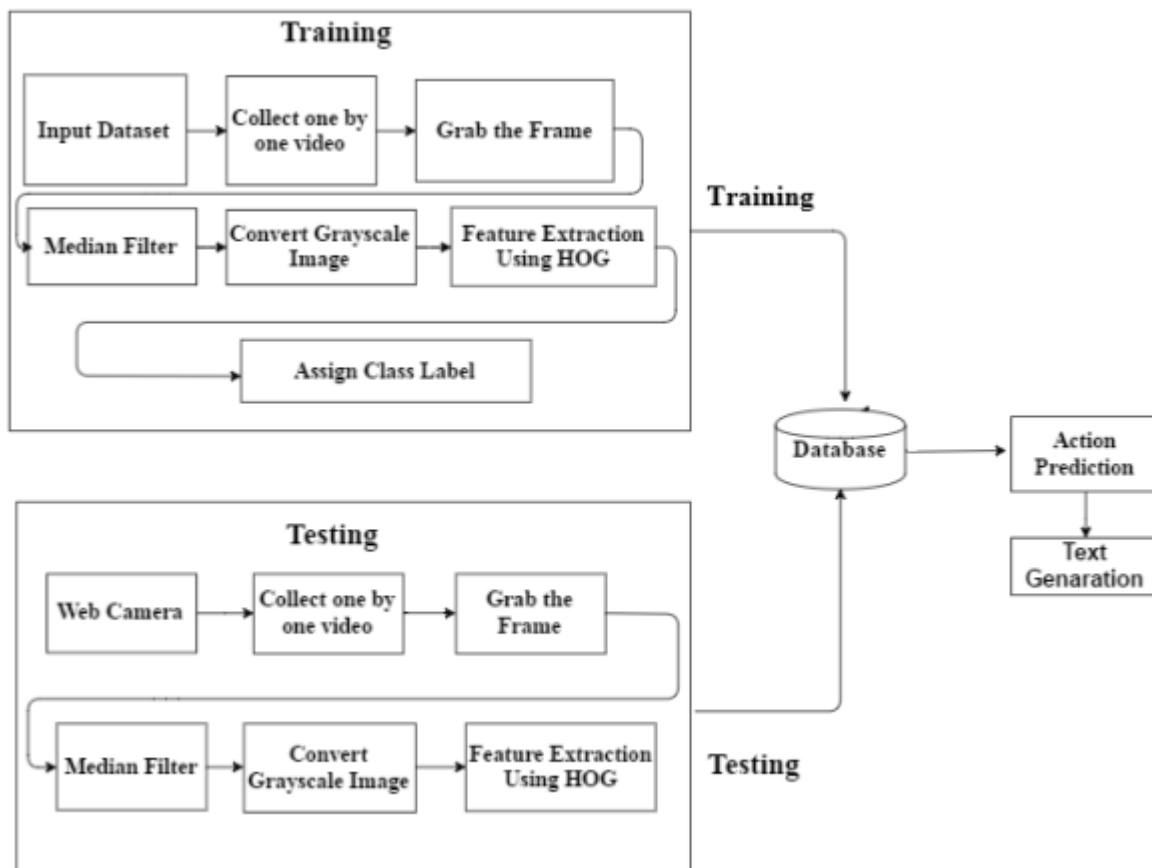 Training
Input Dataset
Collect one by
one video
Grab the Frame
Median Filter
Convert Grayscale
Image
Feature Extraction
Using HOG
Assign Class Label
Training
Database
Action
Prediction
Text
Genaration
Testing
Web Camera
Collect one by
one video
Grab the
Frame
Median Filter
Convert
Grayscale Image
Feature Extraction
Using HOG
Testing